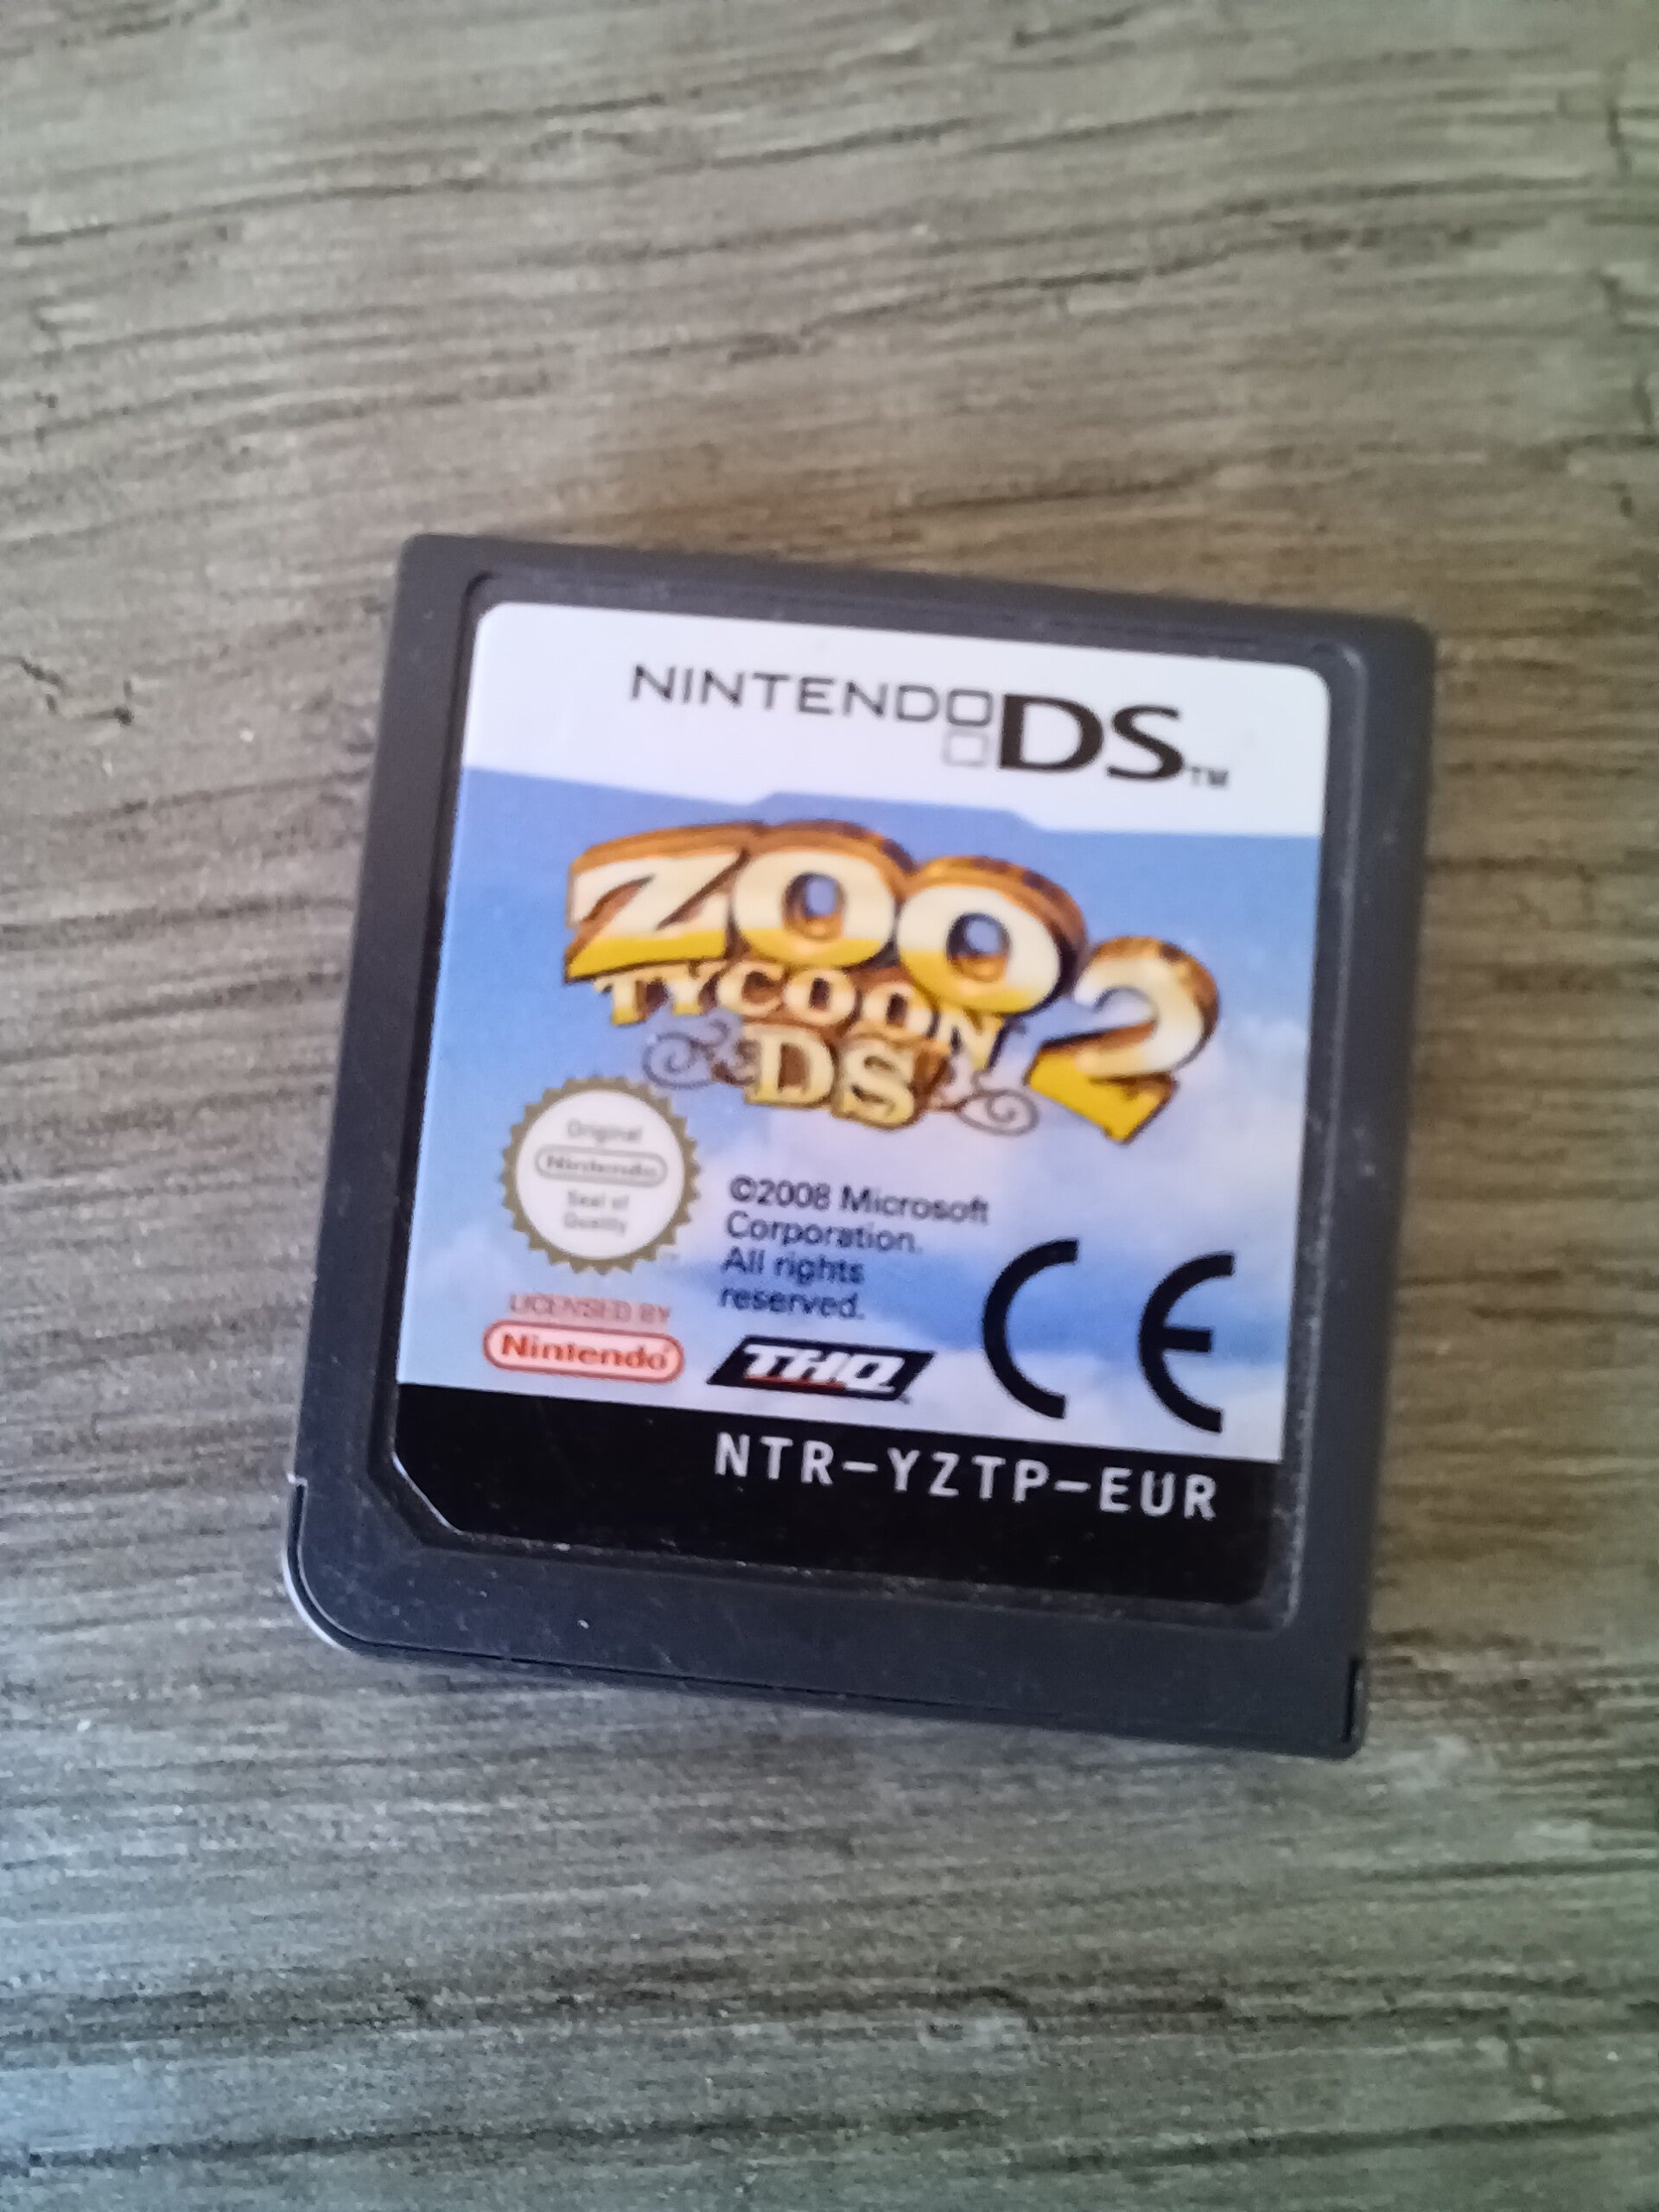 NINTENDO DS™
ZOO 2
TYCOON
DS
Original
Nintendo
Seal of
Quality
©2008 Microsoft
Corporation.
All rights
reserved.
LICENSED BY
Nintendo
THQ
CE
NTR-YZTP-EUR